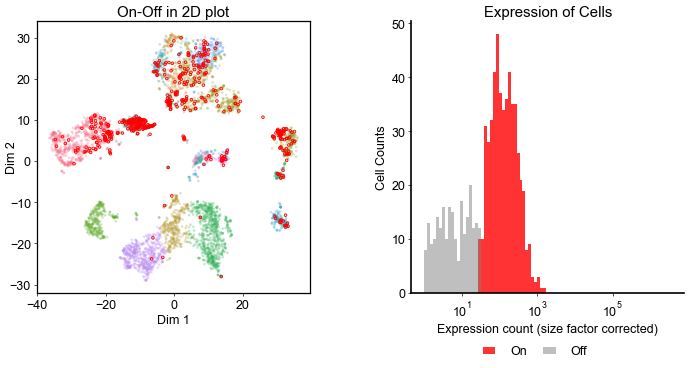 On-Off in 2D plot
Dim 2
30
20
10
0
−10
−20
−30
−40
−20
0
20
Dim 1
Expression of Cells
Cell Counts
50
40
30
20
10
0
10^1
10^3
10^5
Expression count (size factor corrected)
On Off